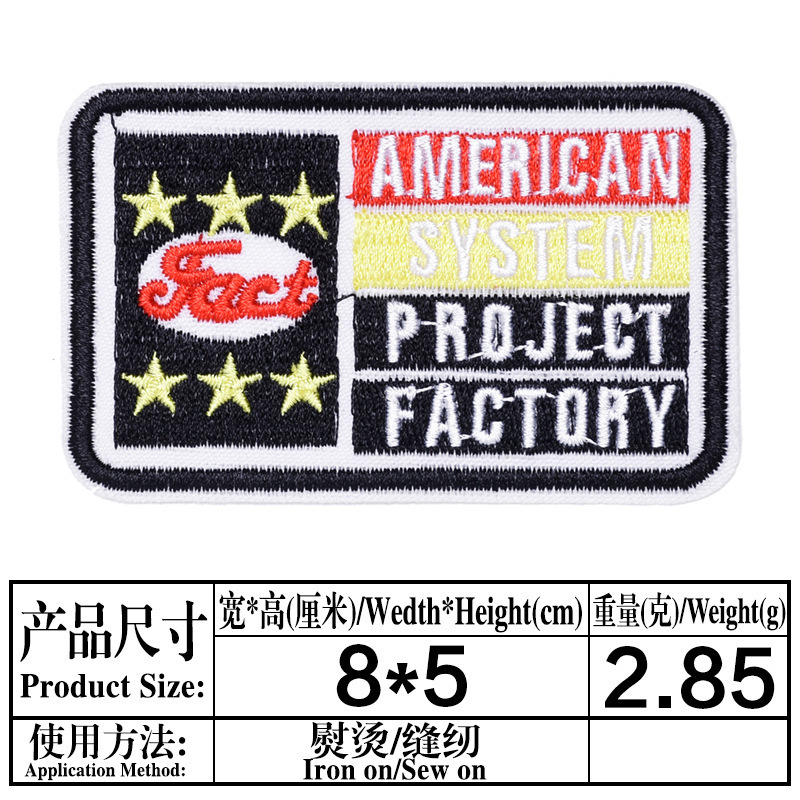 AMERICAN
SYSTEM
Fact
PROJECT
FACTORY
产品尺寸
Product Size:
宽*高(厘米)/Wedth*Height(cm)
重量(克)/Weight(g)
8*5
2.85
使用方法:
Application Method:
熨烫/缝纫
Iron on/Sew on